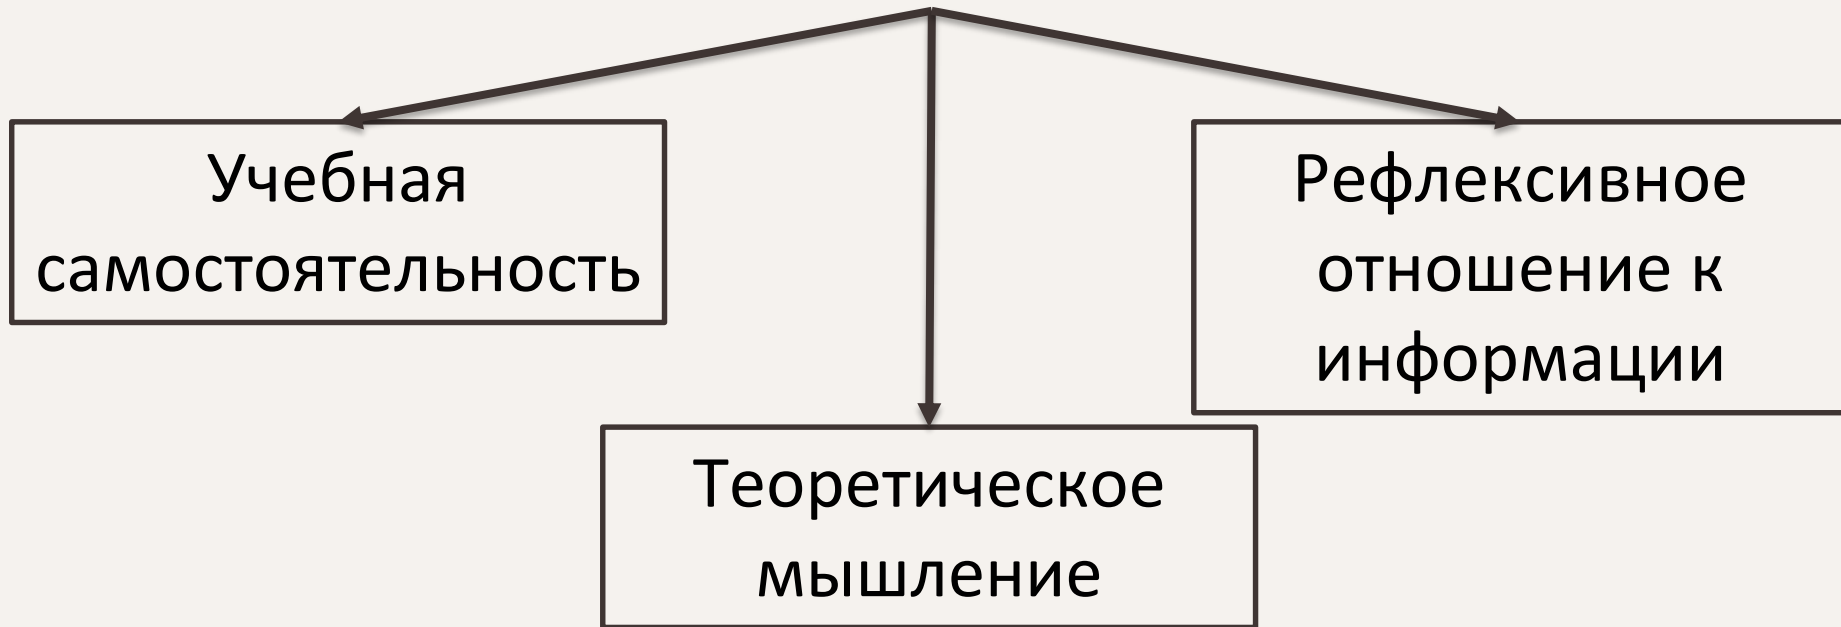 Учебная
самостоятельность
Рефлексивное
отношение к
информации
Теоретическое
мышление